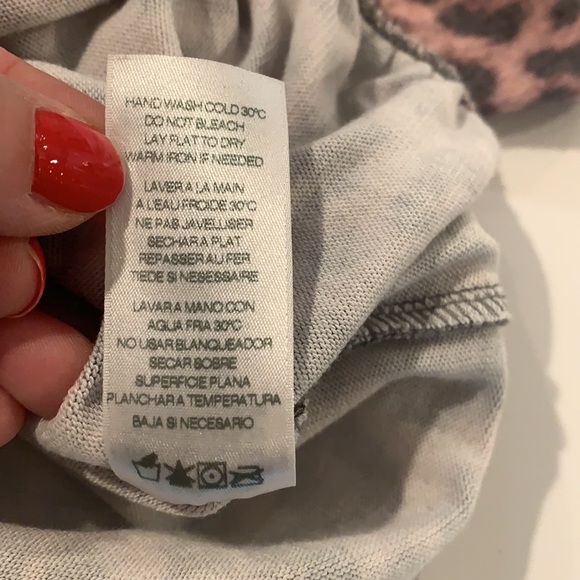 HAND WASH COLD 30°C
DO NOT BLEACH
LAY FLAT TO DRY
WARM IRON IF NEEDED
LAVER A LA MAIN
A L'EAU FROIDE 30°C
NE PAS JAVELLISER
SECHAR A PLAT
REPASSER AU FER
TIEDE SI NESESSAIRE
LAVAR A MANO CON
AGUA FRIA 30°C
NO USAR BLANQUEADOR
SECAR SOBRE
SUPERFICIE PLANA
PLANCHAR A TEMPERATURA
BAJA SI NECESARIO